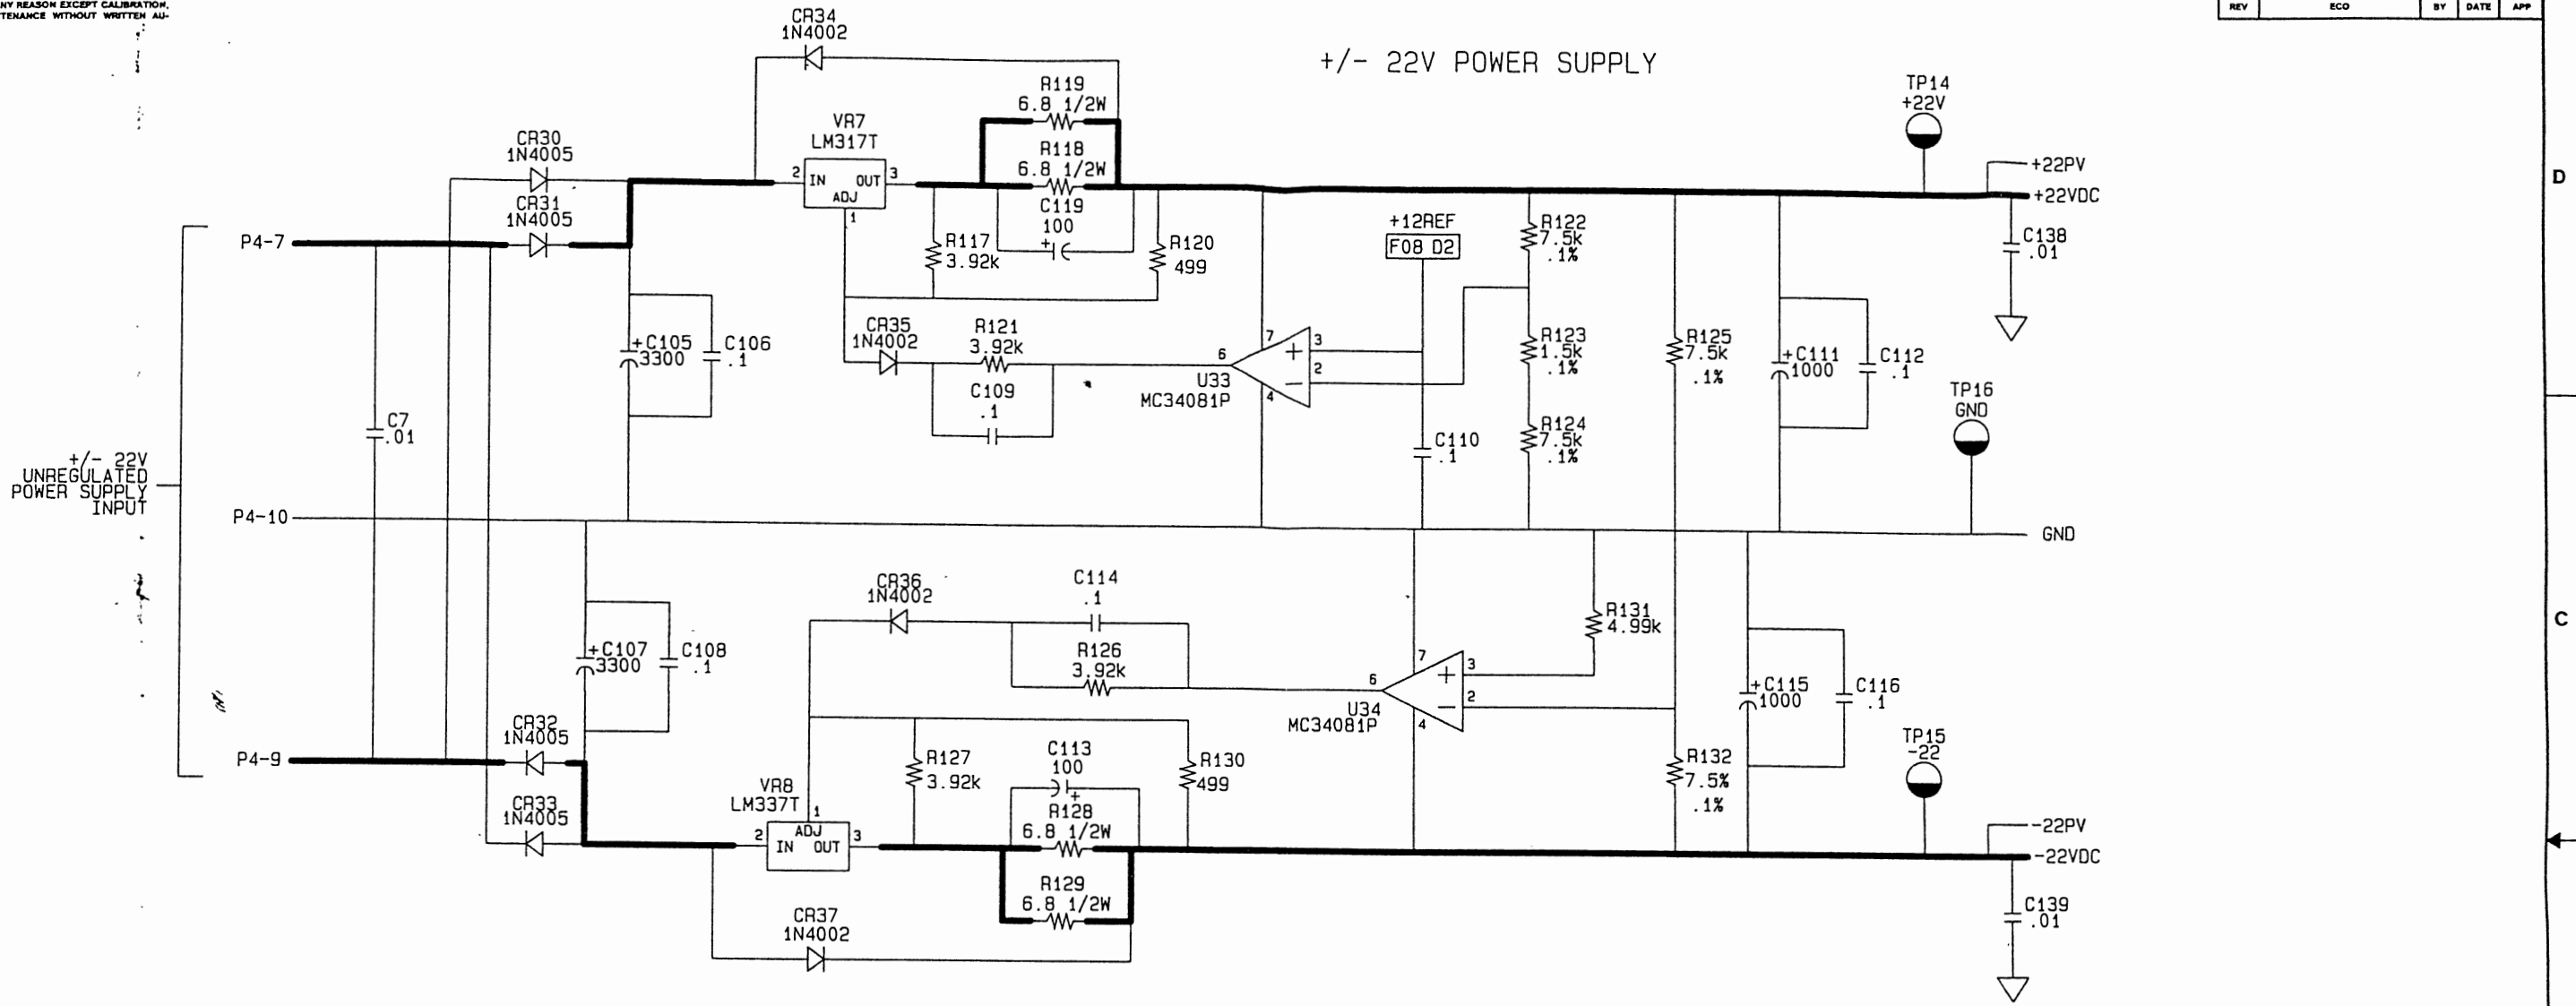 NY REASON EXCEPT CALIBRATION,
TENANCE WITHOUT WRITTEN AU-
REV ECO BY DATE APP
+/- 22V POWER SUPPLY
CR34
1N4002
R119
6.8 1/2W
VR7
LM317T
R118
6.8 1/2W
2 IN OUT 3
ADJ
1
C119
100
+
CR30
1N4005
CR31
1N4005
P4-7
R117
3.92k
R120
499
TP14
+22V
+22PV
+22VDC
D
+12REF
F08 D2
R122
7.5k
.1%
C138
.01
+C105
3300
C106
.1
CR35
1N4002
R121
3.92k
C109
.1
6
7
3
+
2
−
4
U33
MC34081P
R123
1.5k
.1%
R125
7.5k
.1%
+C111
1000
C112
.1
TP16
GND
C7
.01
C110
.1
R124
7.5k
.1%
+/- 22V
UNREGULATED
POWER SUPPLY
INPUT
P4-10
GND
CR36
1N4002
C114
.1
R126
3.92k
R131
4.99k
C
+C107
3300
C108
.1
6
7
3
+
2
−
4
U34
MC34081P
+C115
1000
C116
.1
CR32
1N4005
P4-9
CR33
1N4005
R127
3.92k
C113
100
+
R130
499
R132
7.5%
.1%
TP15
-22
VR8
LM337T
1
ADJ
2 IN OUT 3
R128
6.8 1/2W
-22PV
-22VDC
R129
6.8 1/2W
CR37
1N4002
C139
.01